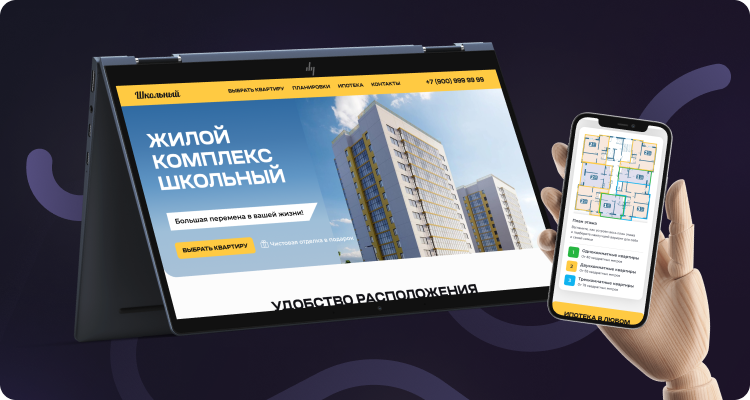 hp
Школьный
ВЫБРАТЬ КВАРТИРУ ПЛАНИРОВКИ ИПОТЕКА КОНТАКТЫ
+7 (900) 999 99 99
ЖИЛОЙ
КОМПЛЕКС
ШКОЛЬНЫЙ
Большая перемена в вашей жизни!
ВЫБРАТЬ КВАРТИРУ
Чистовая отделка в подарок
УДОБСТВО РАСПОЛОЖЕНИЯ
План этажа
1
Однокомнатные квартиры
2
Двухкомнатные квартиры
3
Трехкомнатные квартиры
ИПОТЕКА В ЛЮБОМ